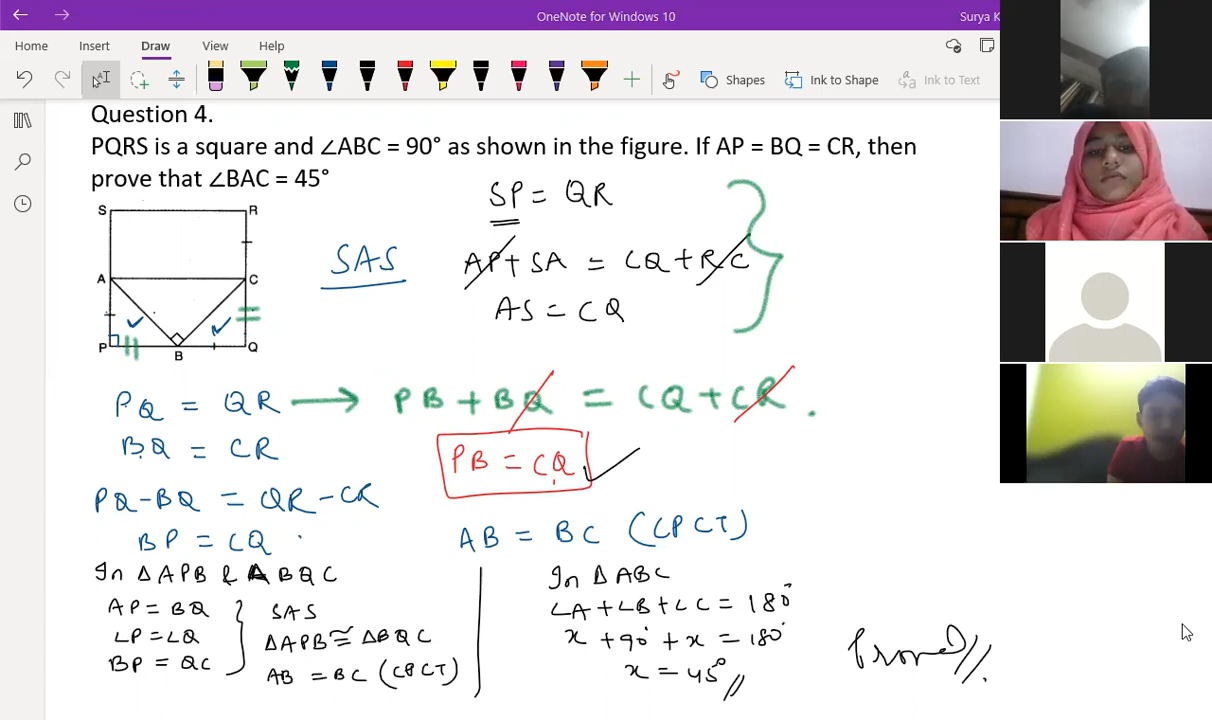 OneNote for Windows 10
Surya K
Home Insert Draw View Help
Shapes Ink to Shape Ink to Text
Question 4.
PQRS is a square and ∠ABC = 90° as shown in the figure. If AP = BQ = CR, then
prove that ∠BAC = 45°
S R
A C
P B Q
SAS
SP = QR
AP + SA = CQ + RC
AS = CQ
PQ = QR → PB + BQ = CQ + CR .
BQ = CR
PB = CQ
PQ - BQ = QR - CR
BP = CQ .
AB = BC (CPCT)
In ΔAPB & ΔBQC
AP = BQ
∠P = ∠Q
BP = QC
SAS
ΔAPB ≅ ΔBQC
AB = BC (CPCT)
In ΔABC
∠A + ∠B + ∠C = 180°
x + 90° + x = 180°
x = 45° //
Proved //.